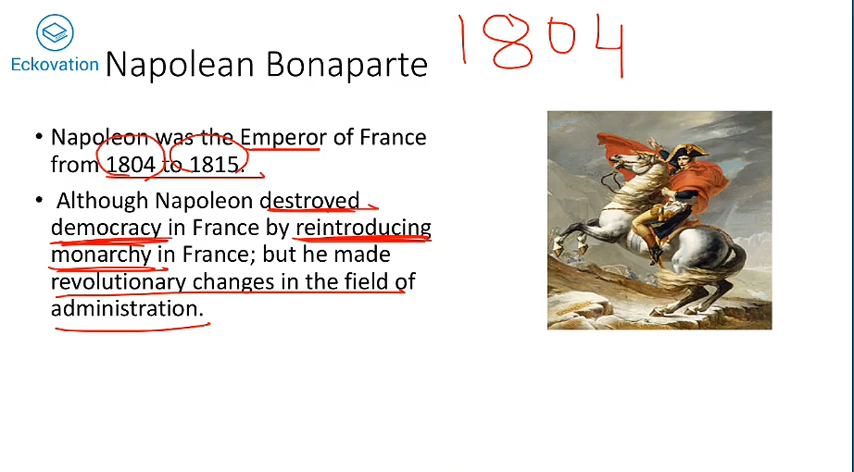 Eckovation
Napolean Bonaparte
1804
• Napoleon was the Emperor of France
from 1804 to 1815.
• Although Napoleon destroyed
democracy in France by reintroducing
monarchy in France; but he made
revolutionary changes in the field of
administration.